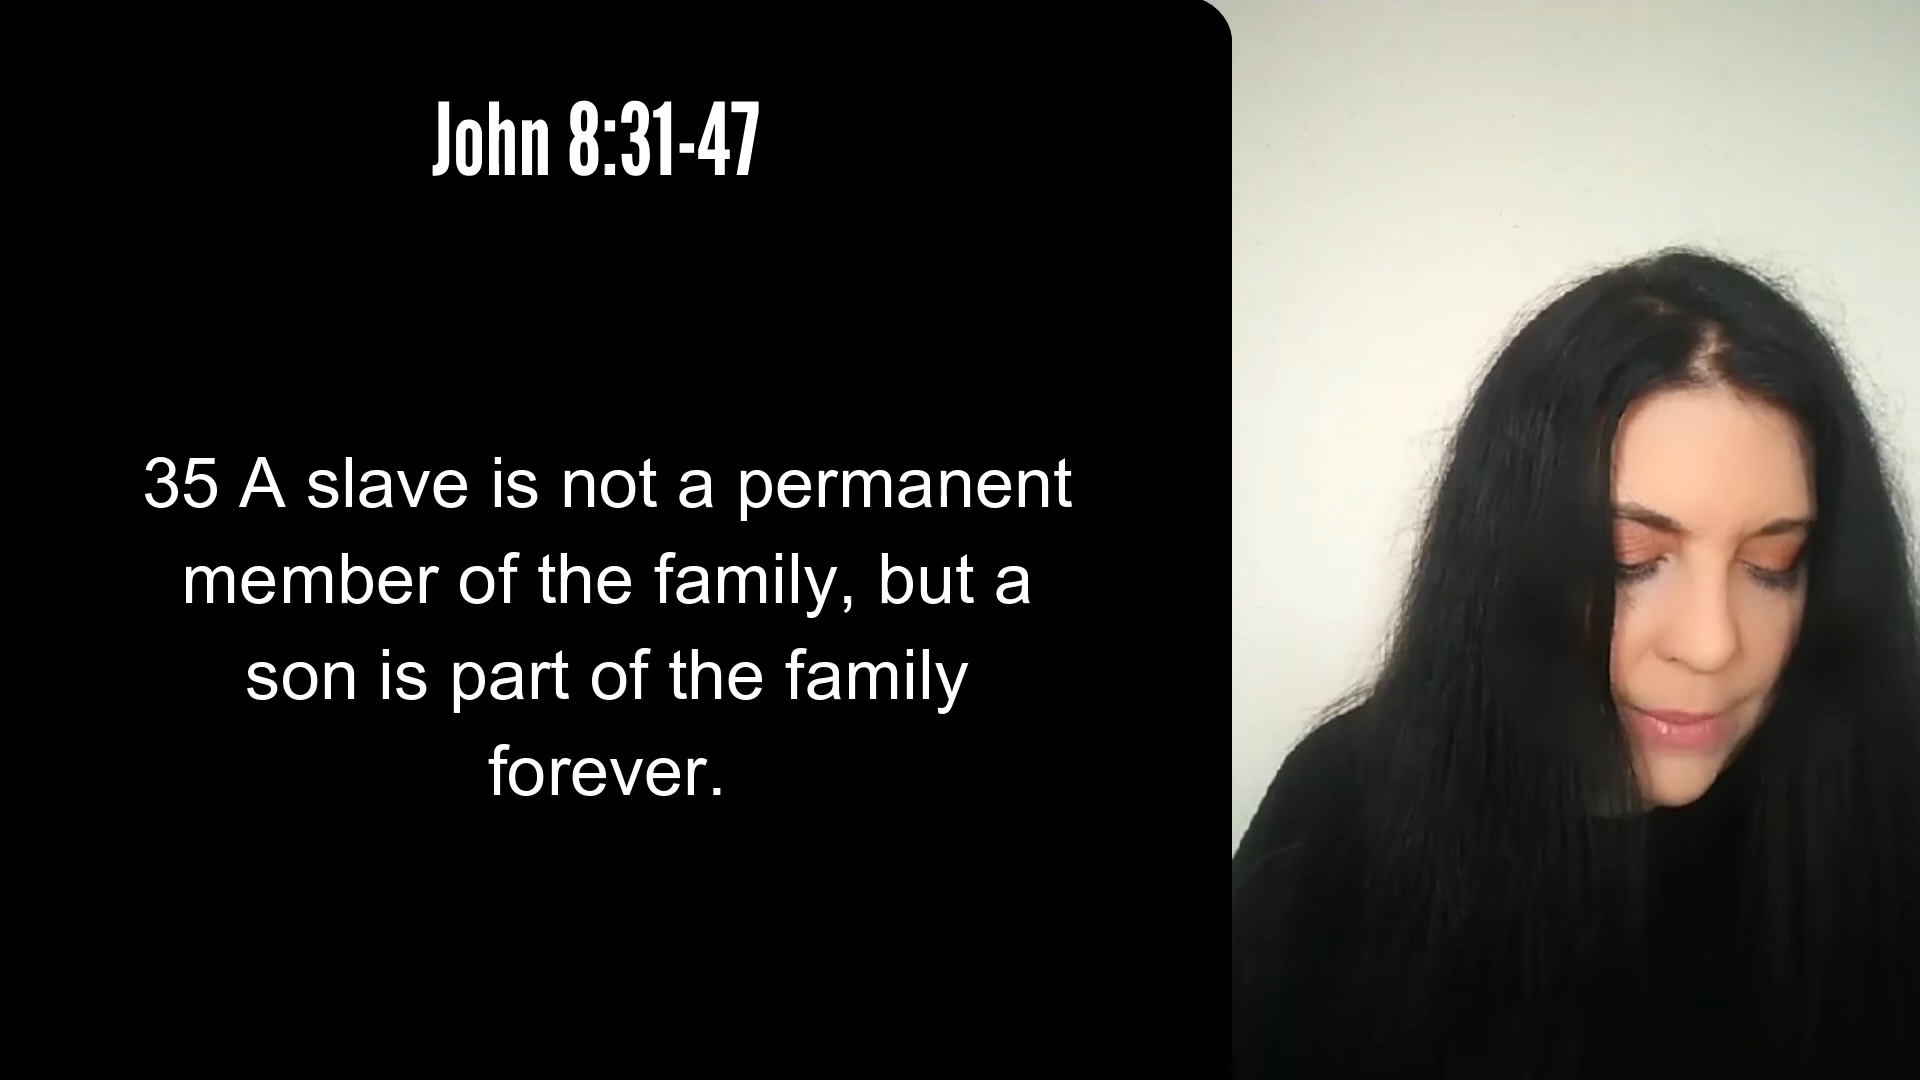 John 8:31-47
35 A slave is not a permanent
member of the family, but a
son is part of the family
forever.